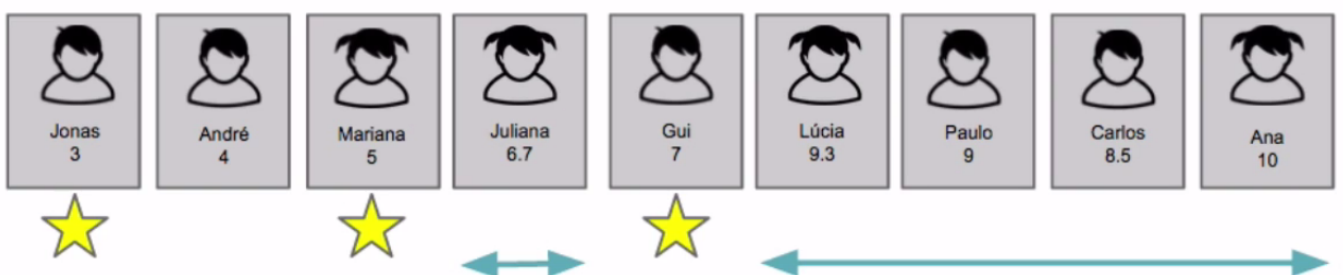 Jonas
3
André
4
Mariana
5
Juliana
6.7
Gui
7
Lúcia
9.3
Paulo
9
Carlos
8.5
Ana
10